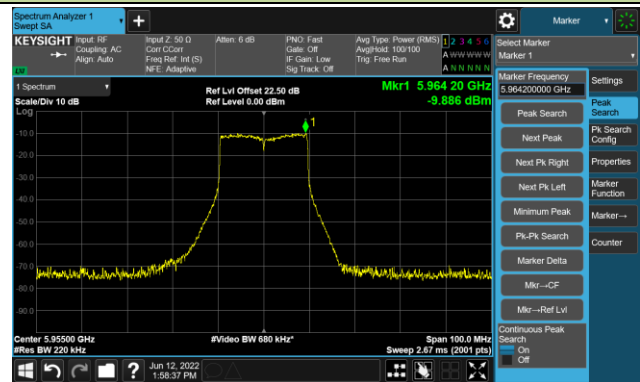 Spectrum Analyzer 1
Swept SA
+
Marker
KEYSIGHT
Input: RF
Coupling: AC
Align: Auto
Input Z: 50 Ω
Corr CCorr
Freq Ref: Int (S)
NFE: Adaptive
Atten: 6 dB
PNO: Fast
Gate: Off
IF Gain: Low
Sig Track: Off
Avg Type: Power (RMS)
Avg|Hold: 100/100
Trig: Free Run
1 2 3 4 5 6
A W W W W W
A N N N N N
LW
Select Marker
Marker 1
1 Spectrum
Scale/Div 10 dB
Log
Ref Lvl Offset 22.50 dB
Ref Level 0.00 dBm
Mkr1 5.964 20 GHz
-9.886 dBm
1
-10.0
-20.0
-30.0
-40.0
-50.0
-60.0
-70.0
-80.0
-90.0
Center 5.95500 GHz
#Res BW 220 kHz
#Video BW 680 kHz*
Span 100.0 MHz
Sweep 2.67 ms (2001 pts)
Marker Frequency
5.964200000 GHz
Peak Search
Next Peak
Next Pk Right
Next Pk Left
Minimum Peak
Pk-Pk Search
Marker Delta
Mkr→CF
Mkr→Ref Lvl
Continuous Peak
Search
On
Off
Settings
Peak
Search
Pk Search
Config
Properties
Marker
Function
Marker→
Counter
?
Jun 12, 2022
1:58:37 PM